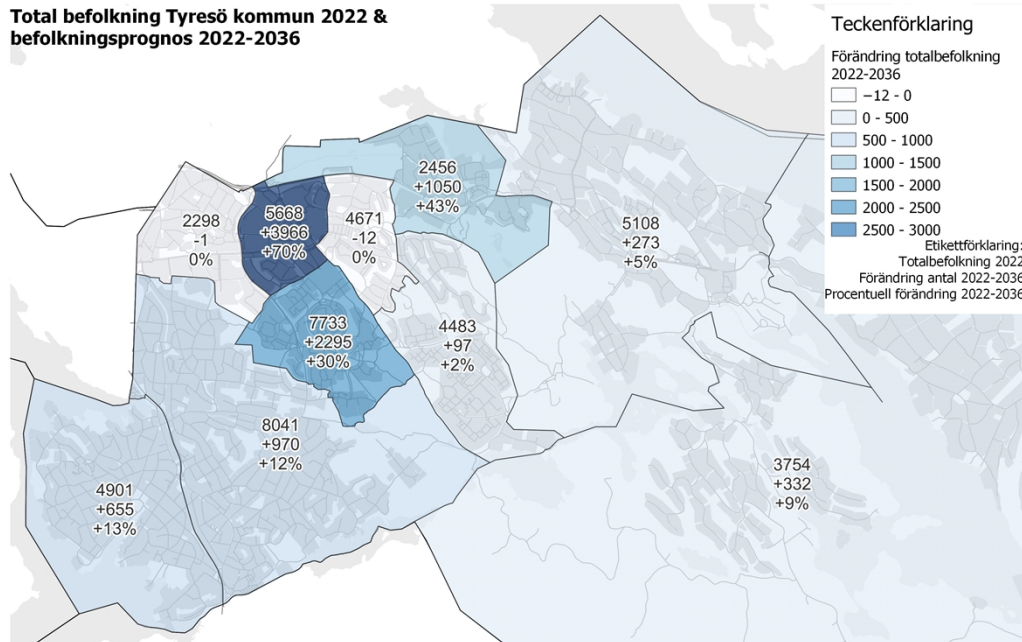 Total befolkning Tyresö kommun 2022 &
befolkningsprognos 2022-2036
Teckenförklaring
Förändring totalbefolkning
2022-2036
−12 - 0
0 - 500
500 - 1000
1000 - 1500
1500 - 2000
2000 - 2500
2500 - 3000
Etikettförklaring:
Totalbefolkning 2022
Förändring antal 2022-2036
Procentuell förändring 2022-2036
2456
+1050
+43%
2298
-1
0%
5668
+3966
+70%
4671
-12
0%
5108
+273
+5%
7733
+2295
+30%
4483
+97
+2%
8041
+970
+12%
4901
+655
+13%
3754
+332
+9%